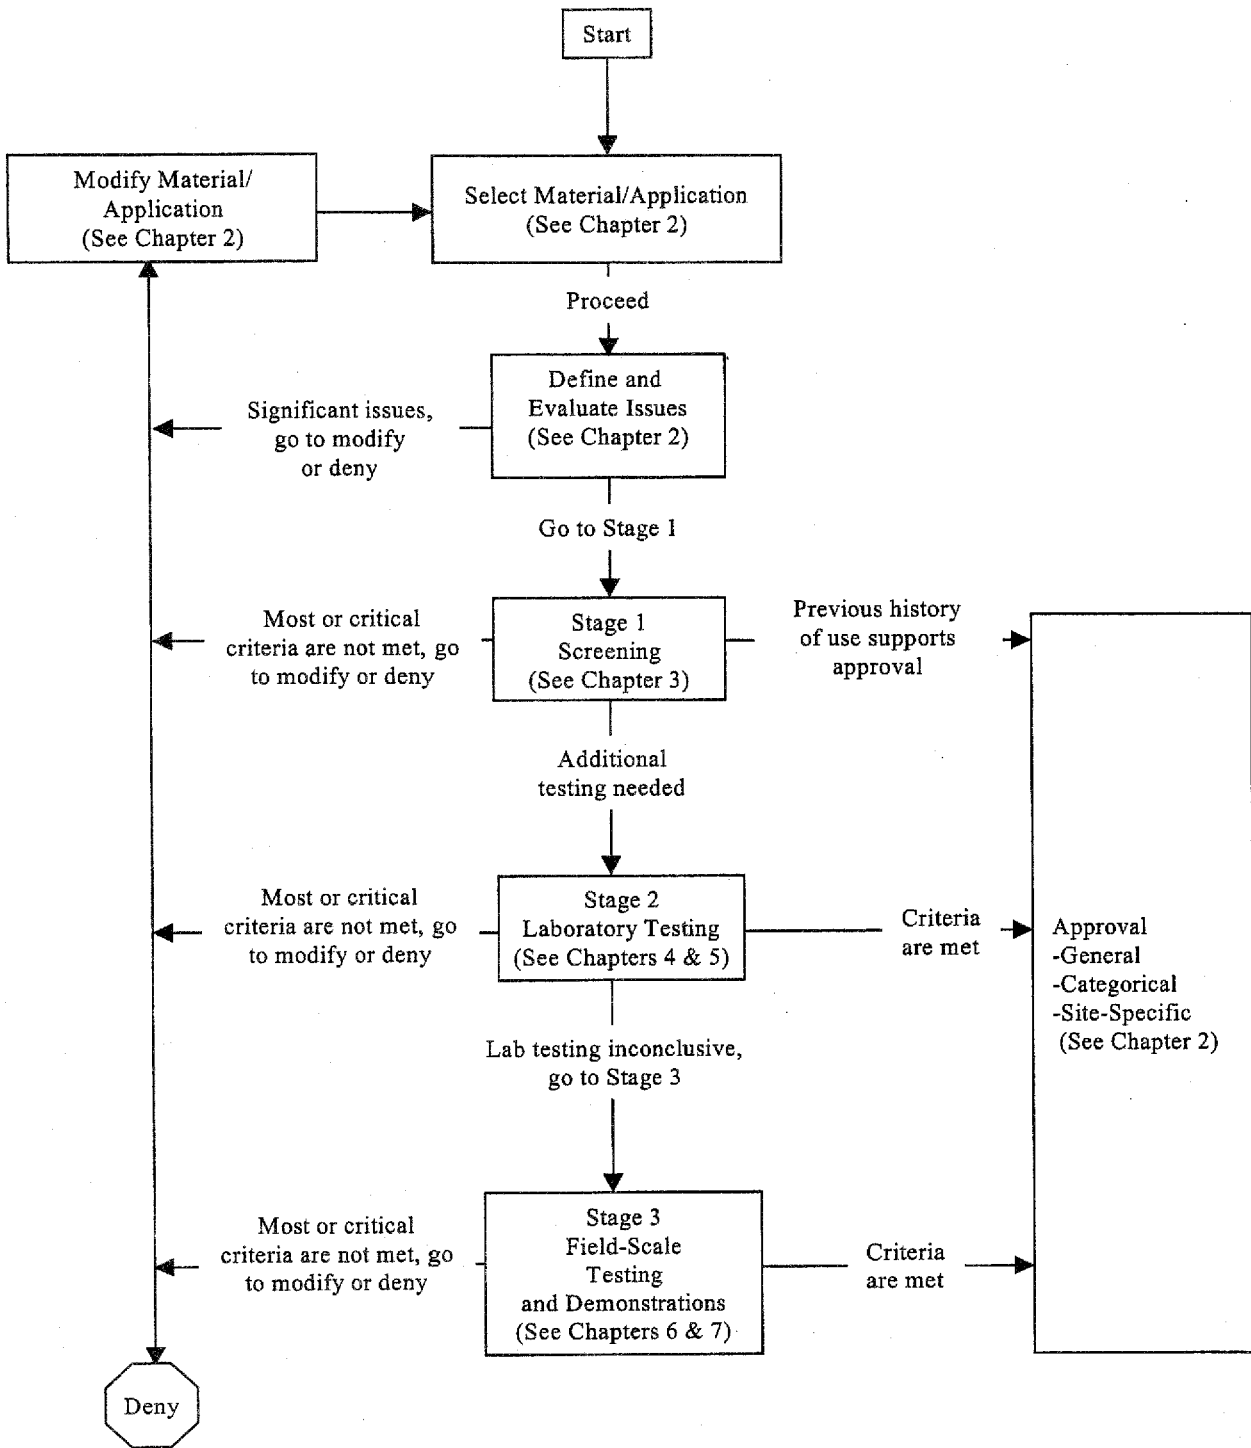 Start
Modify Material/
Application
(See Chapter 2)
Select Material/Application
(See Chapter 2)
Proceed
Define and
Evaluate Issues
(See Chapter 2)
Significant issues,
go to modify
or deny
Go to Stage 1
Most or critical
criteria are not met, go
to modify or deny
Stage 1
Screening
(See Chapter 3)
Previous history
of use supports
approval
Additional
testing needed
Most or critical
criteria are not met, go
to modify or deny
Stage 2
Laboratory Testing
(See Chapters 4 & 5)
Criteria
are met
Approval
-General
-Categorical
-Site-Specific
(See Chapter 2)
Lab testing inconclusive,
go to Stage 3
Most or critical
criteria are not met, go
to modify or deny
Stage 3
Field-Scale
Testing
and Demonstrations
(See Chapters 6 & 7)
Criteria
are met
Deny